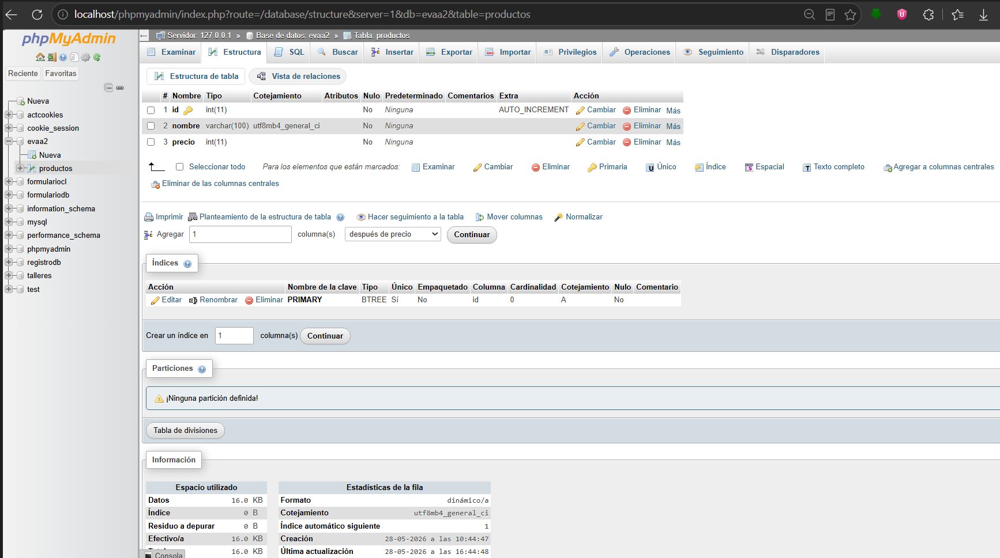 localhost/phpmyadmin/index.php?route=/database/structure&server=1&db=evaa2&table=productos
phpMyAdmin
Reciente Favoritas
Nueva
actcookies
cookie_session
evaa2
Nueva
productos
formulariocl
formulariodb
information_schema
mysql
performance_schema
phpmyadmin
registrodb
talleres
test
Servidor: 127.0.0.1 » Base de datos: evaa2 » Tabla: productos
Examinar Estructura SQL Buscar Insertar Exportar Importar Privilegios Operaciones Seguimiento Disparadores
Estructura de tabla Vista de relaciones
# Nombre Tipo Cotejamiento Atributos Nulo Predeterminado Comentarios Extra Acción
1 id int(11) No Ninguna AUTO_INCREMENT Cambiar Eliminar Más
2 nombre varchar(100) utf8mb4_general_ci No Ninguna Cambiar Eliminar Más
3 precio int(11) No Ninguna Cambiar Eliminar Más
Seleccionar todo Para los elementos que están marcados: Examinar Cambiar Eliminar Primaria Único Índice Espacial Texto completo Agregar a columnas centrales
Eliminar de las columnas centrales
Imprimir Planteamiento de la estructura de tabla Hacer seguimiento a la tabla Mover columnas Normalizar
Agregar 1 columna(s) después de precio Continuar
Índices
Acción Nombre de la clave Tipo Único Empaquetado Columna Cardinalidad Cotejamiento Nulo Comentario
Editar Renombrar Eliminar PRIMARY BTREE Sí No id 0 A No
Crear un índice en 1 columna(s) Continuar
Particiones
¡Ninguna partición definida!
Tabla de divisiones
Información
Espacio utilizado
Datos 16.0 KB
Índice 0 B
Residuo a depurar 0 B
Efectivo/a 16.0 KB
16.0 KB
Estadísticas de la fila
Formato dinámico/a
Cotejamiento utf8mb4_general_ci
Índice automático siguiente 1
Creación 28-05-2026 a las 10:44:47
Última actualización 28-05-2026 a las 16:44:48
Consola